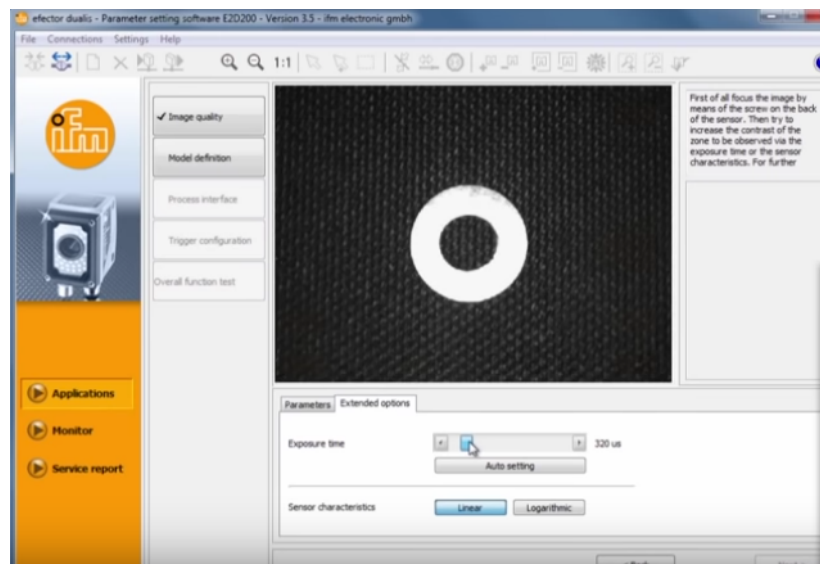 efector dualis - Parameter setting software E2D200 - Version 3.5 - ifm electronic gmbh
File Connections Settings Help
1:1
ifm
Image quality
Model definition
Process interface
Trigger configuration
Overall function test
First of all focus the image by
means of the screw on the back
of the sensor. Then try to
increase the contrast of the
zone to be observed via the
exposure time or the sensor
characteristics. For further
Applications
Monitor
Service report
Parameters Extended options
Exposure time 320 us
Auto setting
Sensor characteristics Linear Logarithmic